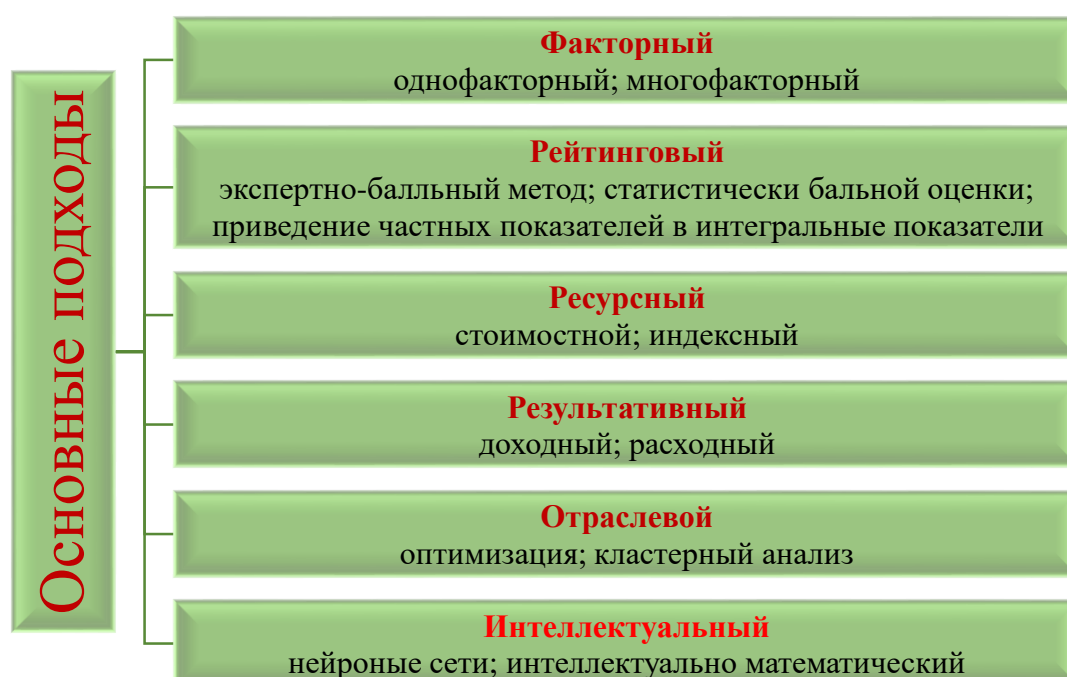 Основные подходы
Факторный
однофакторный; многофакторный
Рейтинговый
экспертно-балльный метод; статистически бальной оценки;
приведение частных показателей в интегральные показатели
Ресурсный
стоимостной; индексный
Результативный
доходный; расходный
Отраслевой
оптимизация; кластерный анализ
Интеллектуальный
нейроные сети; интеллектуально математический